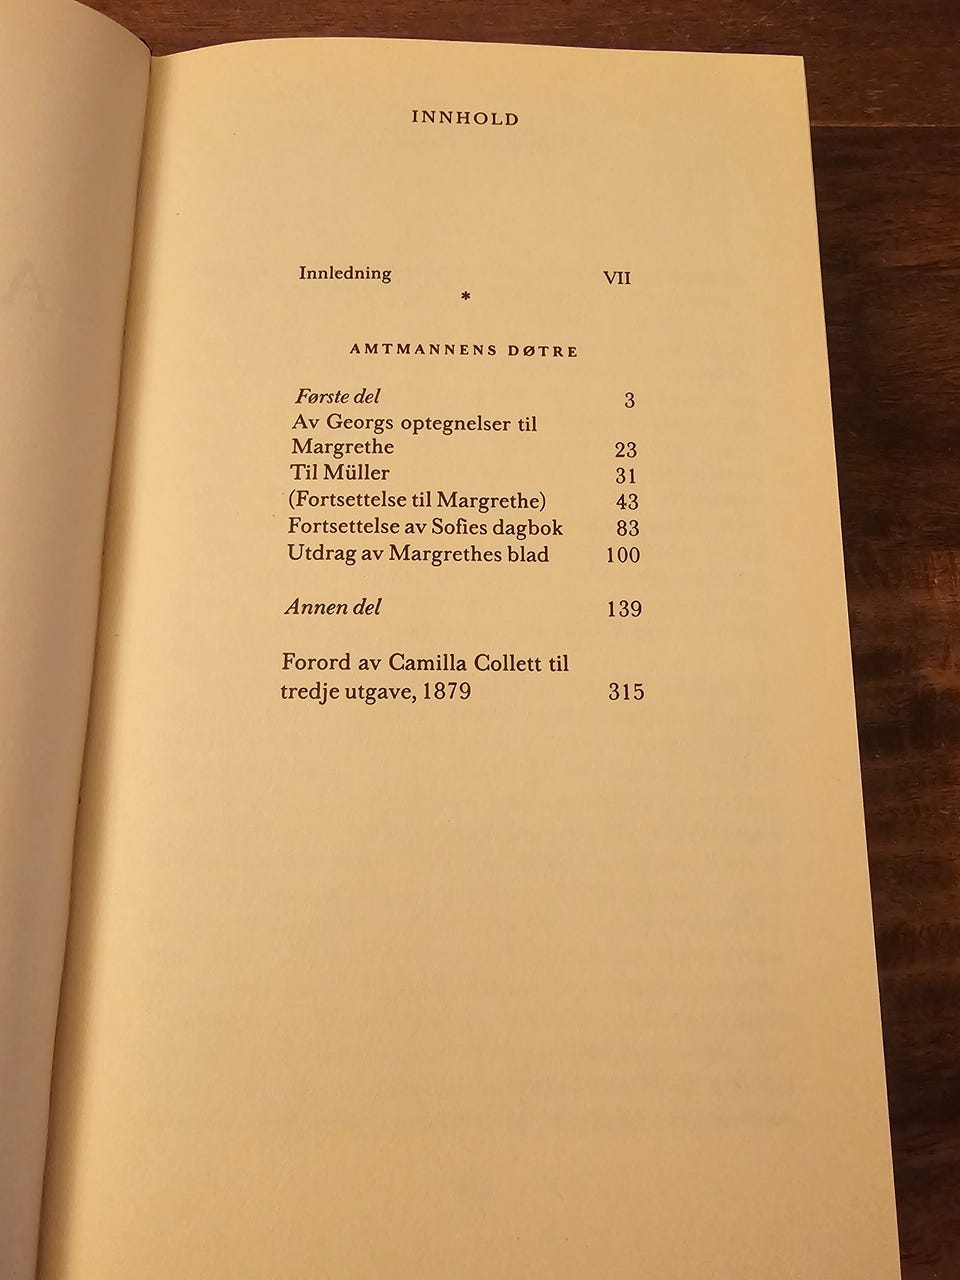 INNHOLD
Innledning VII
*
AMTMANNENS DØTRE
Første del 3
Av Georgs optegnelser til
Margrethe 23
Til Müller 31
(Fortsettelse til Margrethe) 43
Fortsettelse av Sofies dagbok 83
Utdrag av Margrethes blad 100
Annen del 139
Forord av Camilla Collett til
tredje utgave, 1879 315